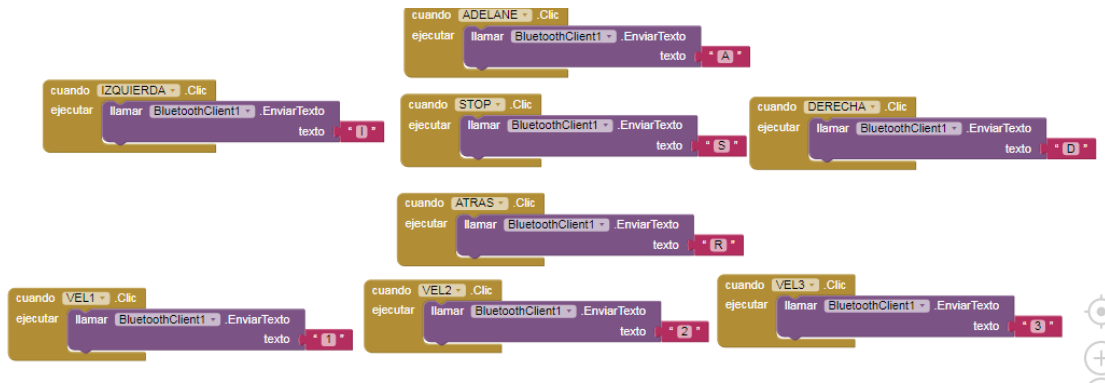 cuando ADELANE .Clic
ejecutar llamar BluetoothClient1 .EnviarTexto
texto " A "
cuando IZQUIERDA .Clic
ejecutar llamar BluetoothClient1 .EnviarTexto
texto " I "
cuando STOP .Clic
ejecutar llamar BluetoothClient1 .EnviarTexto
texto " S "
cuando DERECHA .Clic
ejecutar llamar BluetoothClient1 .EnviarTexto
texto " D "
cuando ATRAS .Clic
ejecutar llamar BluetoothClient1 .EnviarTexto
texto " R "
cuando VEL1 .Clic
ejecutar llamar BluetoothClient1 .EnviarTexto
texto " 1 "
cuando VEL2 .Clic
ejecutar llamar BluetoothClient1 .EnviarTexto
texto " 2 "
cuando VEL3 .Clic
ejecutar llamar BluetoothClient1 .EnviarTexto
texto " 3 "